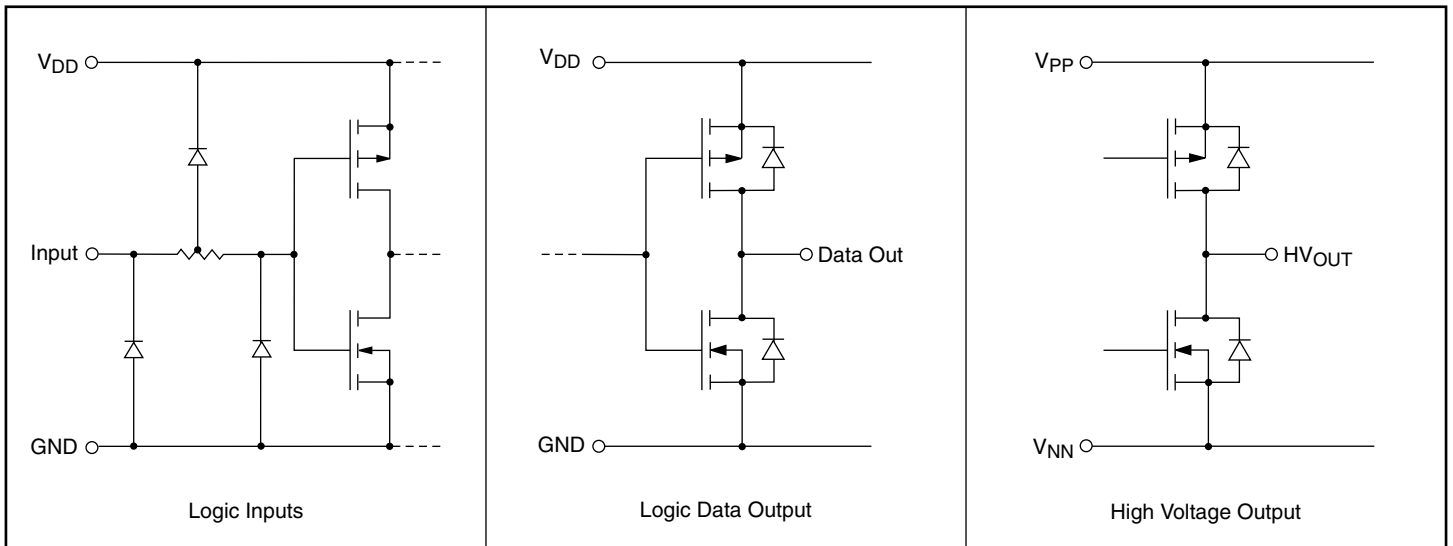 VDD
Input
GND
Logic Inputs
VDD
Data Out
GND
Logic Data Output
VPP
HVOUT
VNN
High Voltage Output